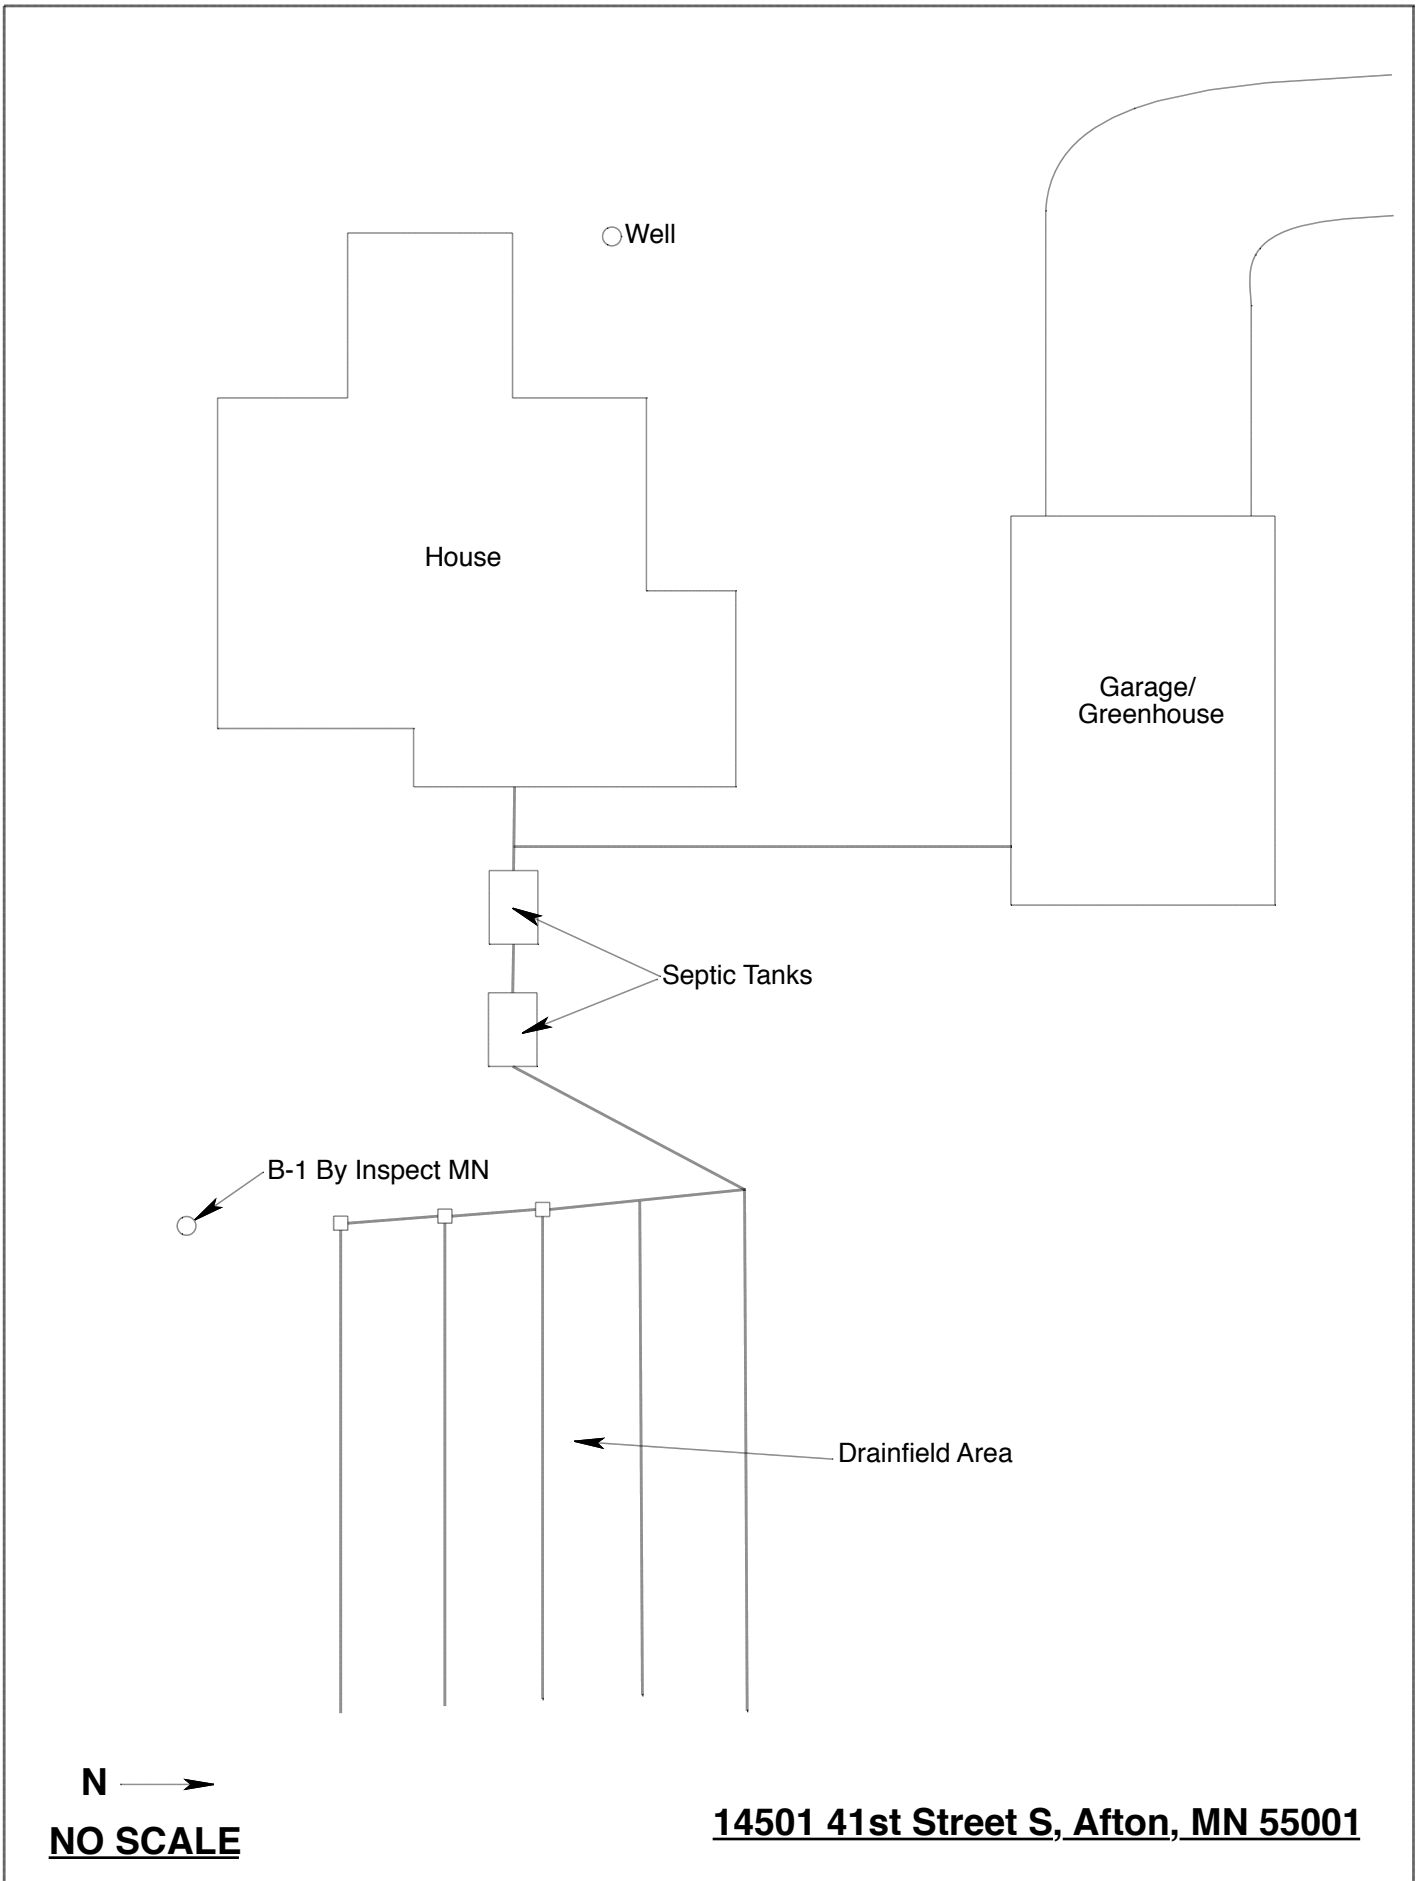 Well
House
Garage/
Greenhouse
Septic Tanks
B-1 By Inspect MN
Drainfield Area
N
NO SCALE
14501 41st Street S, Afton, MN 55001